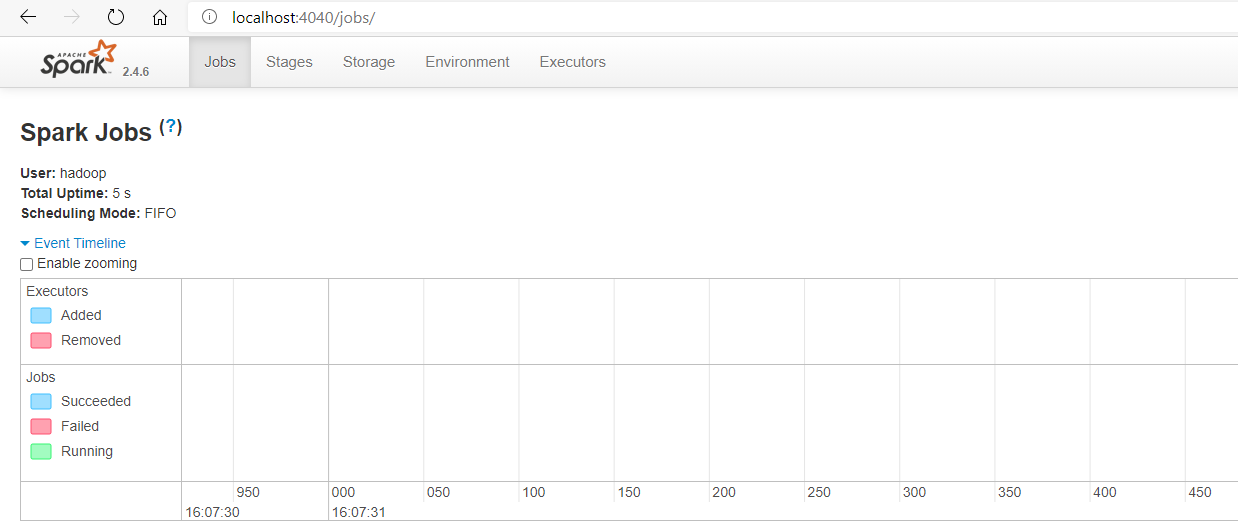 localhost:4040/jobs/
APACHE Spark 2.4.6 Jobs Stages Storage Environment Executors
Spark Jobs (?)
User: hadoop
Total Uptime: 5 s
Scheduling Mode: FIFO
Event Timeline
Enable zooming
Executors
Added
Removed
Jobs
Succeeded
Failed
Running
950 000 050 100 150 200 250 300 350 400 450
16:07:30 16:07:31